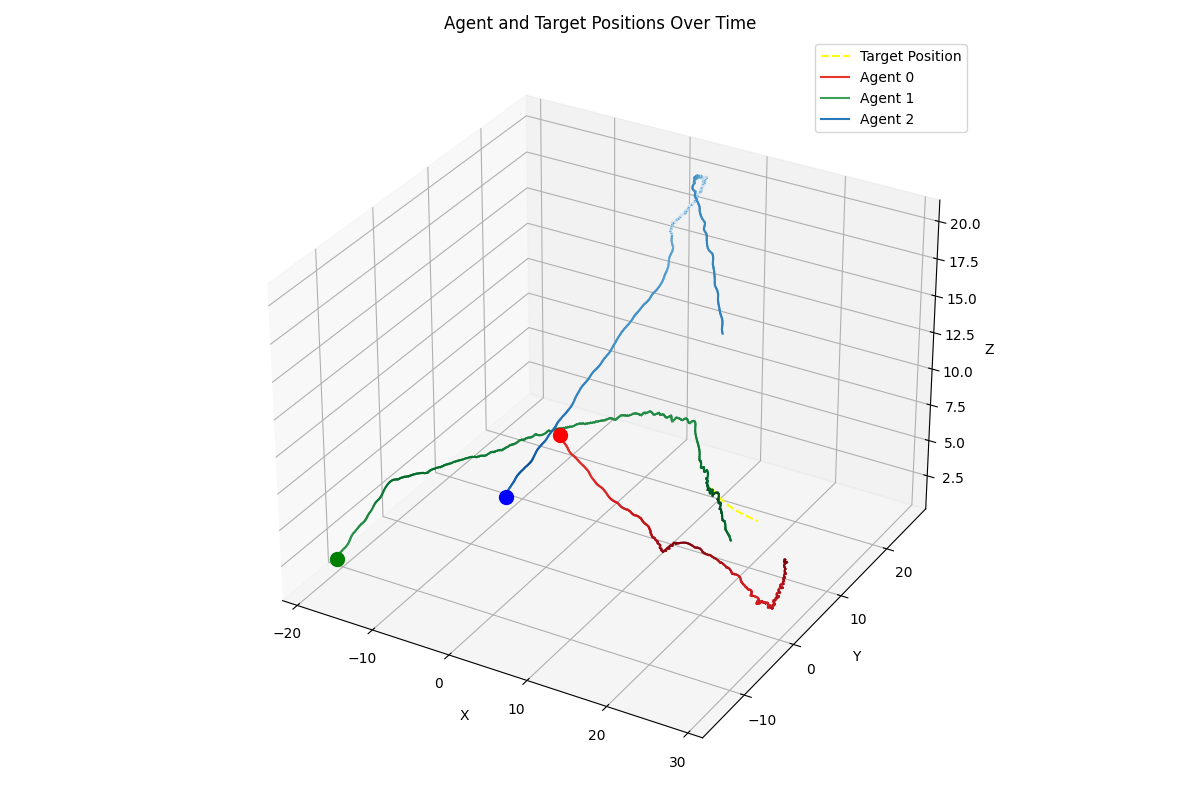 Agent and Target Positions Over Time
Target Position
Agent 0
Agent 1
Agent 2
20.0
17.5
15.0
12.5
10.0
7.5
5.0
2.5
Z
20
10
0
−10
Y
−20
−10
0
10
20
30
X